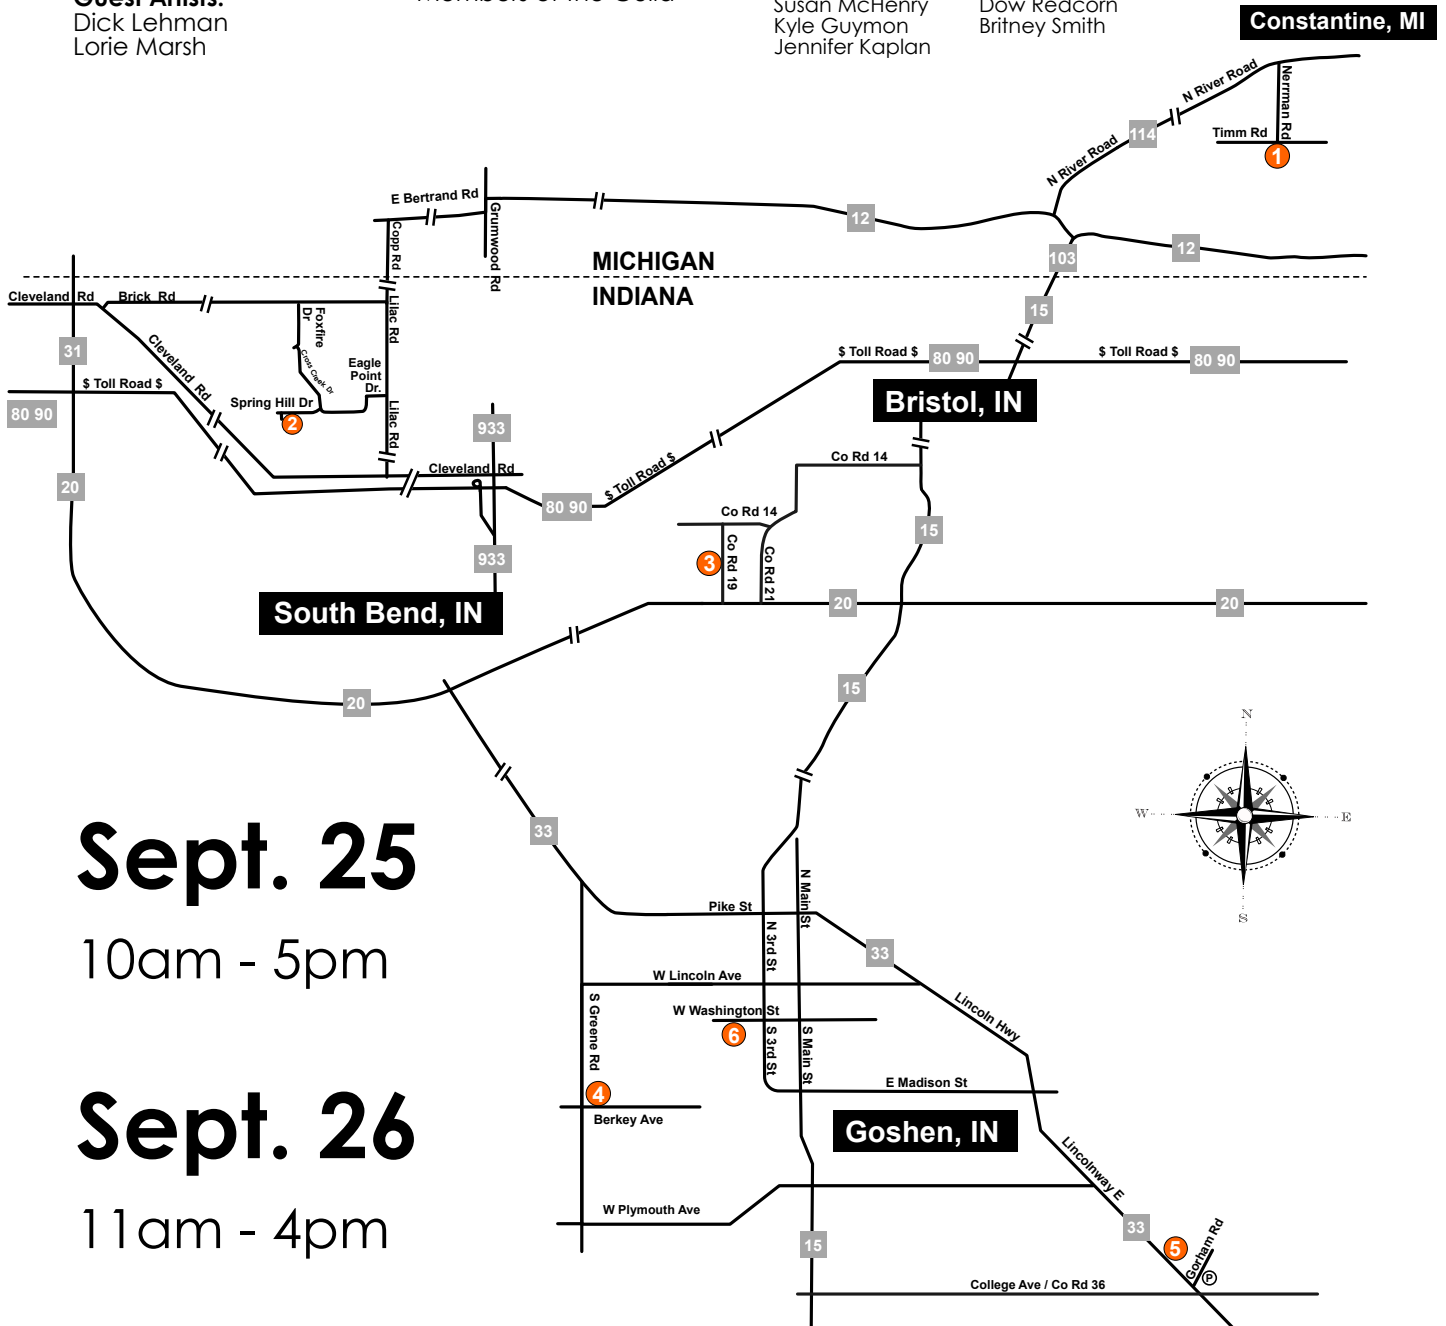 Guest Artists:
Dick Lehman
Lorie Marsh
Members of the Guild
Susan McHenry
Kyle Guymon
Jennifer Kaplan
Dow Redcorn
Britney Smith
Constantine, MI
N River Road
Nerrman Rd
114
Timm Rd
1
N River Road
E Bertrand Rd
Grumwood Rd
Copp Rd
12
12
103
MICHIGAN
INDIANA
Cleveland Rd
Brick Rd
Lilac Rd
Foxfire
Dr
15
31
Cleveland Rd
Cross Creek Dr
Eagle
Point
Dr.
$ Toll Road $
80 90
$ Toll Road $
80 90
$ Toll Road $
80 90
Spring Hill Dr
2
Lilac Rd
Bristol, IN
933
Cleveland Rd
Co Rd 14
20
$ Toll Road $
80 90
Co Rd 14
15
933
3
Co Rd 19
Co Rd 21
South Bend, IN
20
20
20
15
N
W
E
S
Sept. 25
10am - 5pm
33
Pike St
N Main St
N 3rd St
33
W Lincoln Ave
Lincoln Hwy
S Greene Rd
W Washington St
6
S 3rd St
S Main St
4
E Madison St
Berkey Ave
Goshen, IN
Sept. 26
11am - 4pm
Lincolnway E
W Plymouth Ave
15
33
5
Gorham Rd
P
College Ave / Co Rd 36